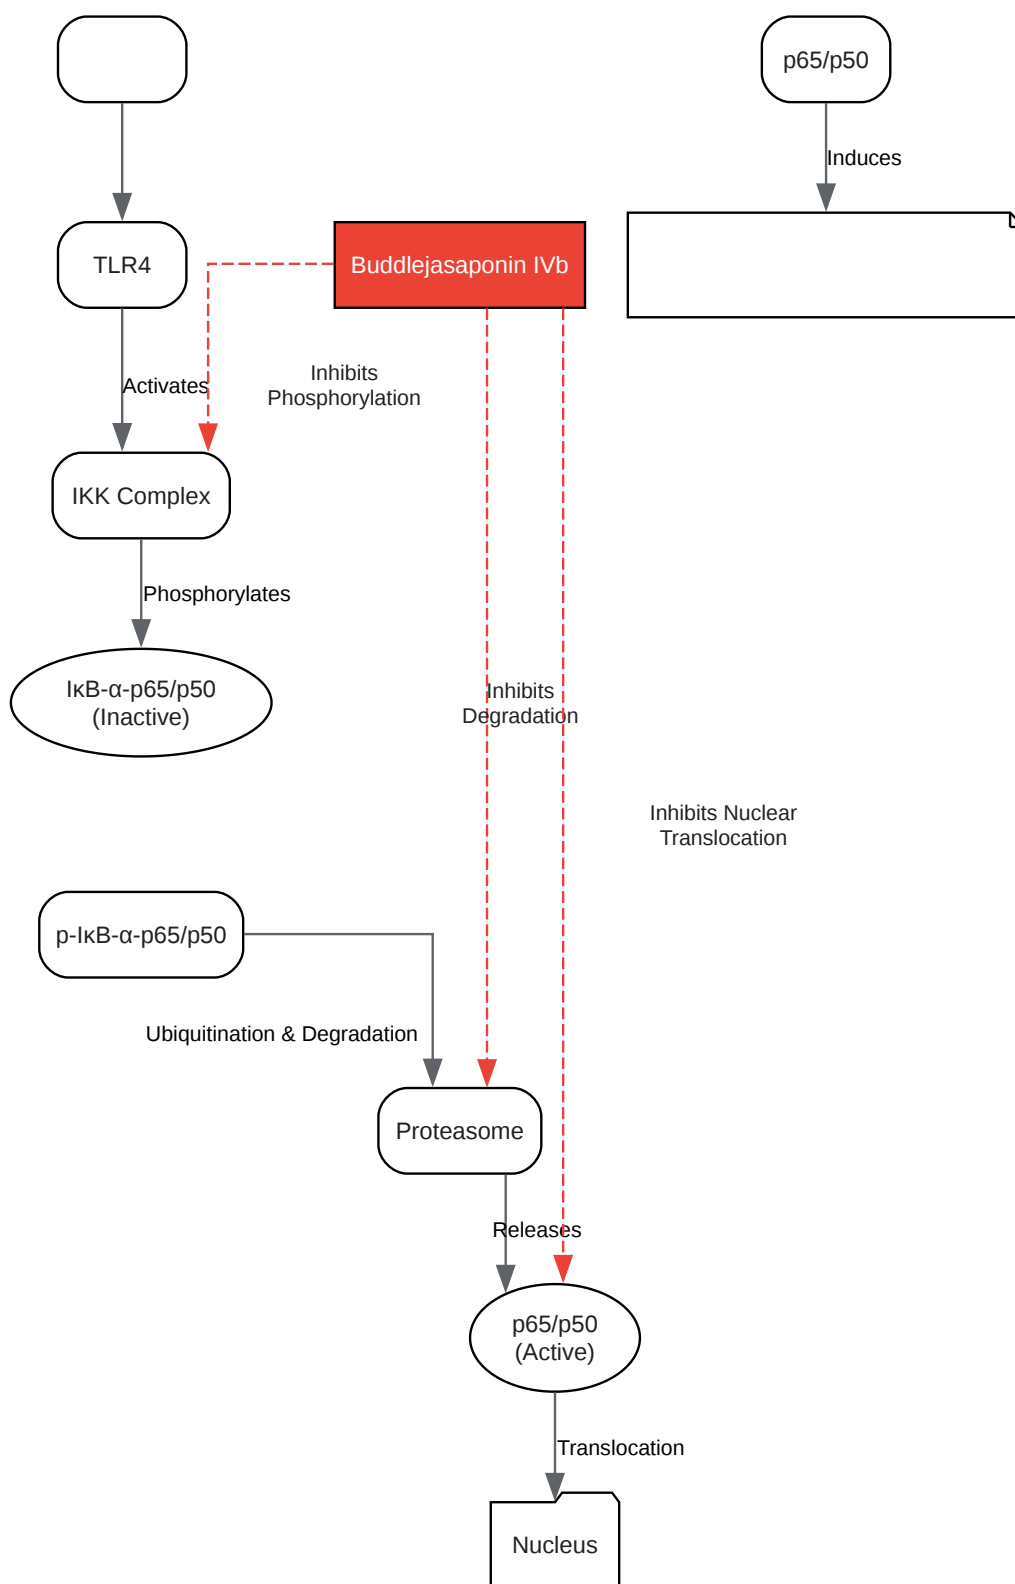 p65/p50
Induces
TLR4
Buddlejasaponin IVb
Activates
Inhibits
Phosphorylation
IKK Complex
Phosphorylates
IκB-α-p65/p50
(Inactive)
Inhibits
Degradation
Inhibits Nuclear
Translocation
p-IκB-α-p65/p50
Ubiquitination & Degradation
Proteasome
Releases
p65/p50
(Active)
Translocation
Nucleus